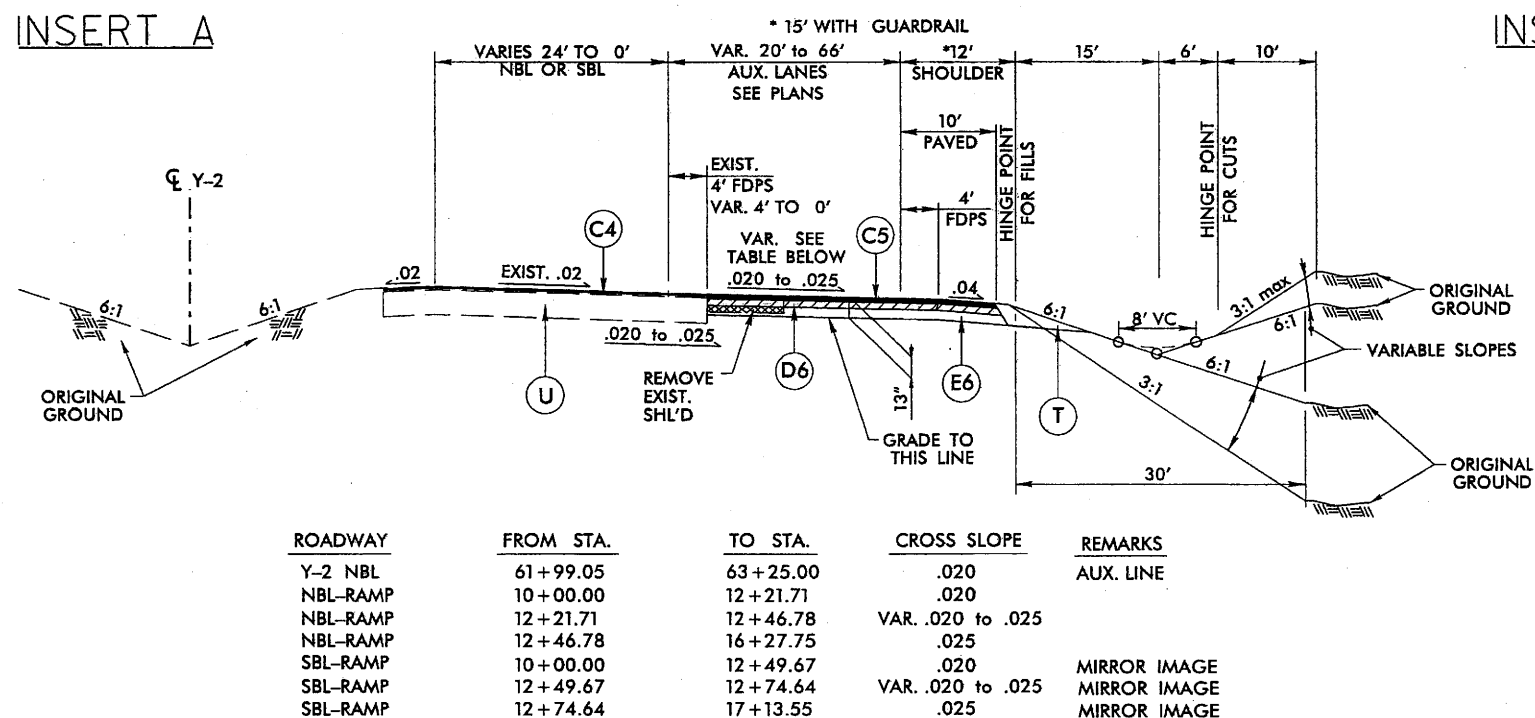 INSERT A
INS
* 15' WITH GUARDRAIL
VARIES 24' TO 0'
NBL OR SBL
VAR. 20' to 66'
AUX. LANES
SEE PLANS
*12'
SHOULDER
15'
6'
10'
10'
PAVED
HINGE POINT
FOR FILLS
HINGE POINT
FOR CUTS
EXIST.
4' FDPS
VAR. 4' TO 0'
4'
FDPS
℄ Y-2
C4
VAR. SEE
TABLE BELOW
.020 to .025
C5
.02
EXIST. .02
.04
6:1
6:1
6:1
8' VC
3:1 max
6:1
ORIGINAL
GROUND
VARIABLE SLOPES
.020 to .025
REMOVE
EXIST.
SHL'D
U
D6
13"
E6
T
3:1
6:1
ORIGINAL
GROUND
GRADE TO
THIS LINE
30'
ORIGINAL
GROUND
ROADWAY FROM STA. TO STA. CROSS SLOPE REMARKS
Y-2 NBL 61+99.05 63+25.00 .020 AUX. LINE
NBL-RAMP 10+00.00 12+21.71 .020
NBL-RAMP 12+21.71 12+46.78 VAR. .020 to .025
NBL-RAMP 12+46.78 16+27.75 .025
SBL-RAMP 10+00.00 12+49.67 .020 MIRROR IMAGE
SBL-RAMP 12+49.67 12+74.64 VAR. .020 to .025 MIRROR IMAGE
SBL-RAMP 12+74.64 17+13.55 .025 MIRROR IMAGE